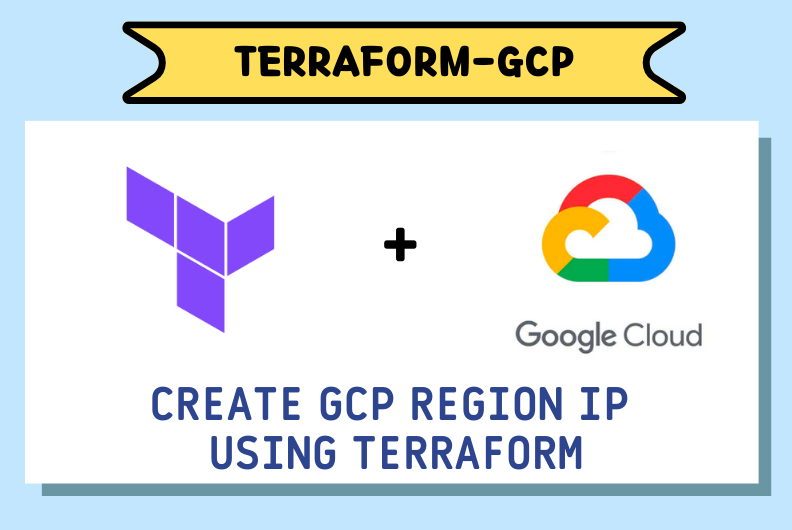 TERRAFORM-GCP
+
Google Cloud
CREATE GCP REGION IP
USING TERRAFORM